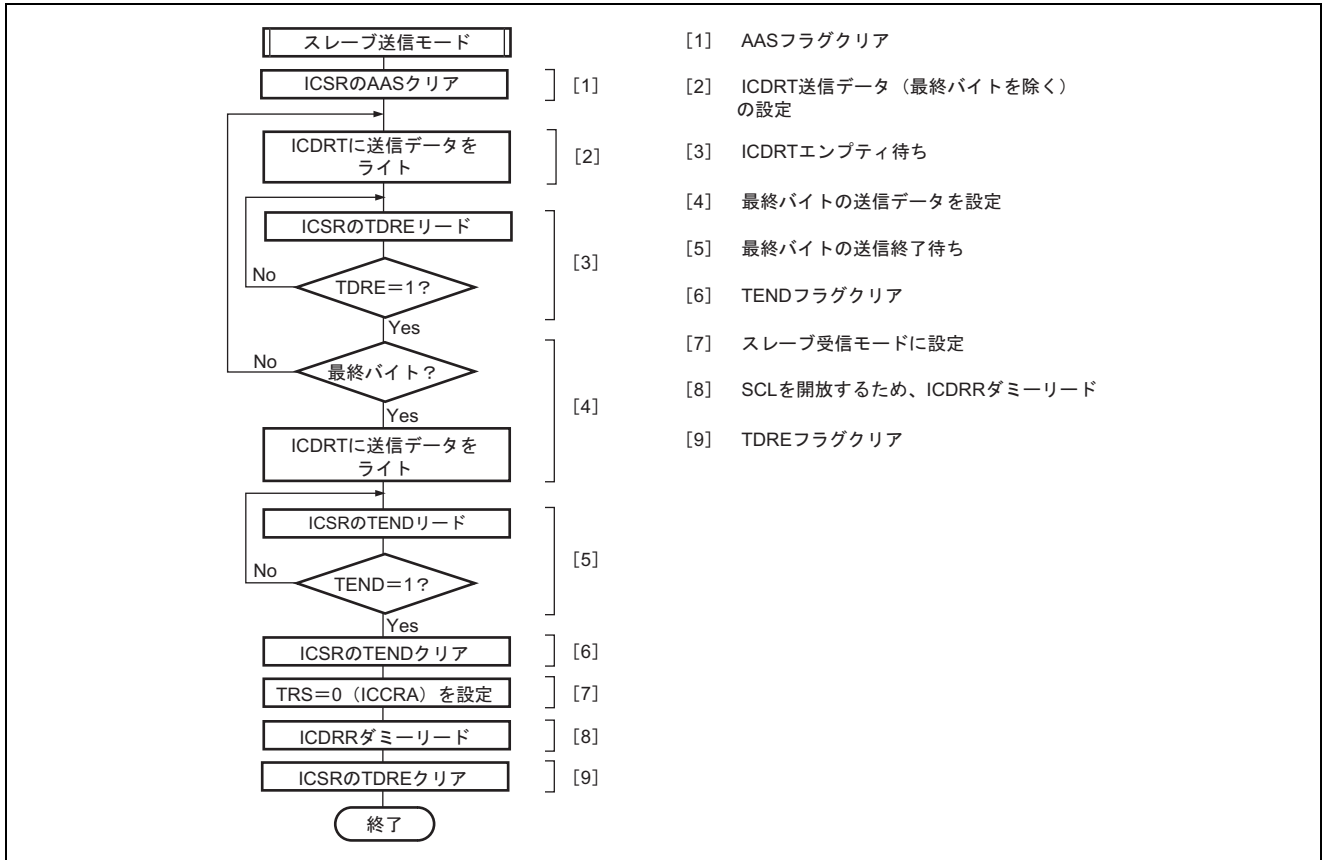 スレーブ送信モード
ICSRのAASクリア
[1]
ICDRTに送信データを
ライト
[2]
ICSRのTDREリード
[3]
No
TDRE＝1？
Yes
No
最終バイト？
[4]
Yes
ICDRTに送信データを
ライト
ICSRのTENDリード
[5]
No
TEND＝1？
Yes
ICSRのTENDクリア
[6]
TRS＝0（ICCRA）を設定
[7]
ICDRRダミーリード
[8]
ICSRのTDREクリア
[9]
終了
[1] AASフラグクリア
[2] ICDRT送信データ（最終バイトを除く）
の設定
[3] ICDRTエンプティ待ち
[4] 最終バイトの送信データを設定
[5] 最終バイトの送信終了待ち
[6] TENDフラグクリア
[7] スレーブ受信モードに設定
[8] SCLを開放するため、ICDRRダミーリード
[9] TDREフラグクリア